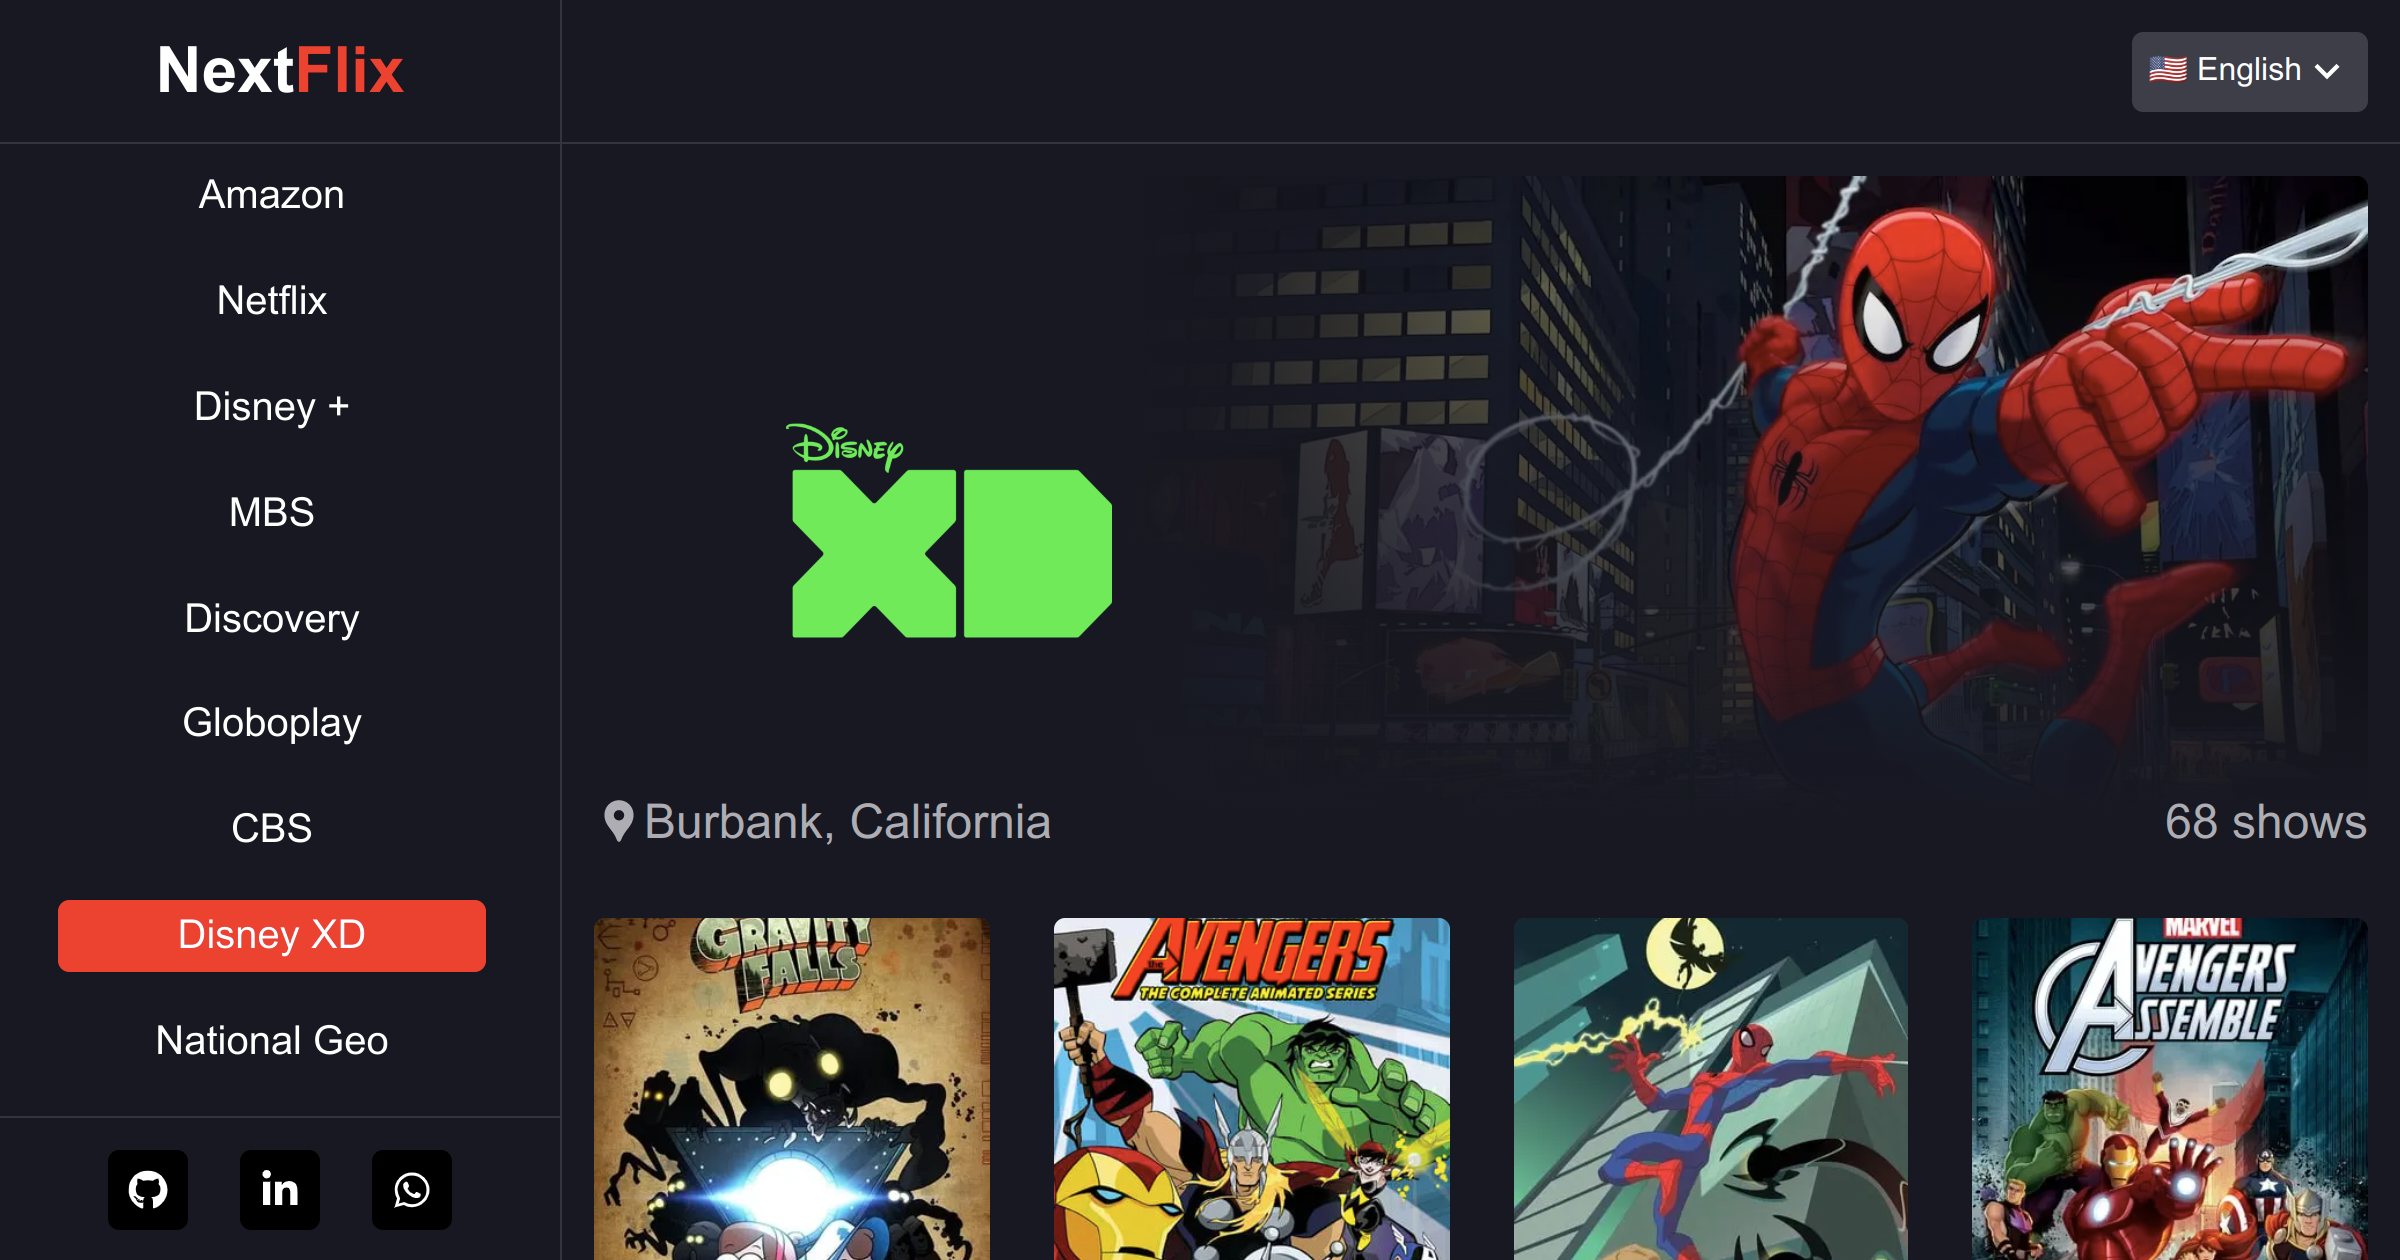 NextFlix
English
Amazon
Netflix
Disney +
MBS
Discovery
Globoplay
CBS
Disney XD
National Geo
Disney
XD
Burbank, California
68 shows
GRAVITY
FALLS
the AVENGERS
THE COMPLETE ANIMATED SERIES
MARVEL
AVENGERS
ASSEMBLE
in